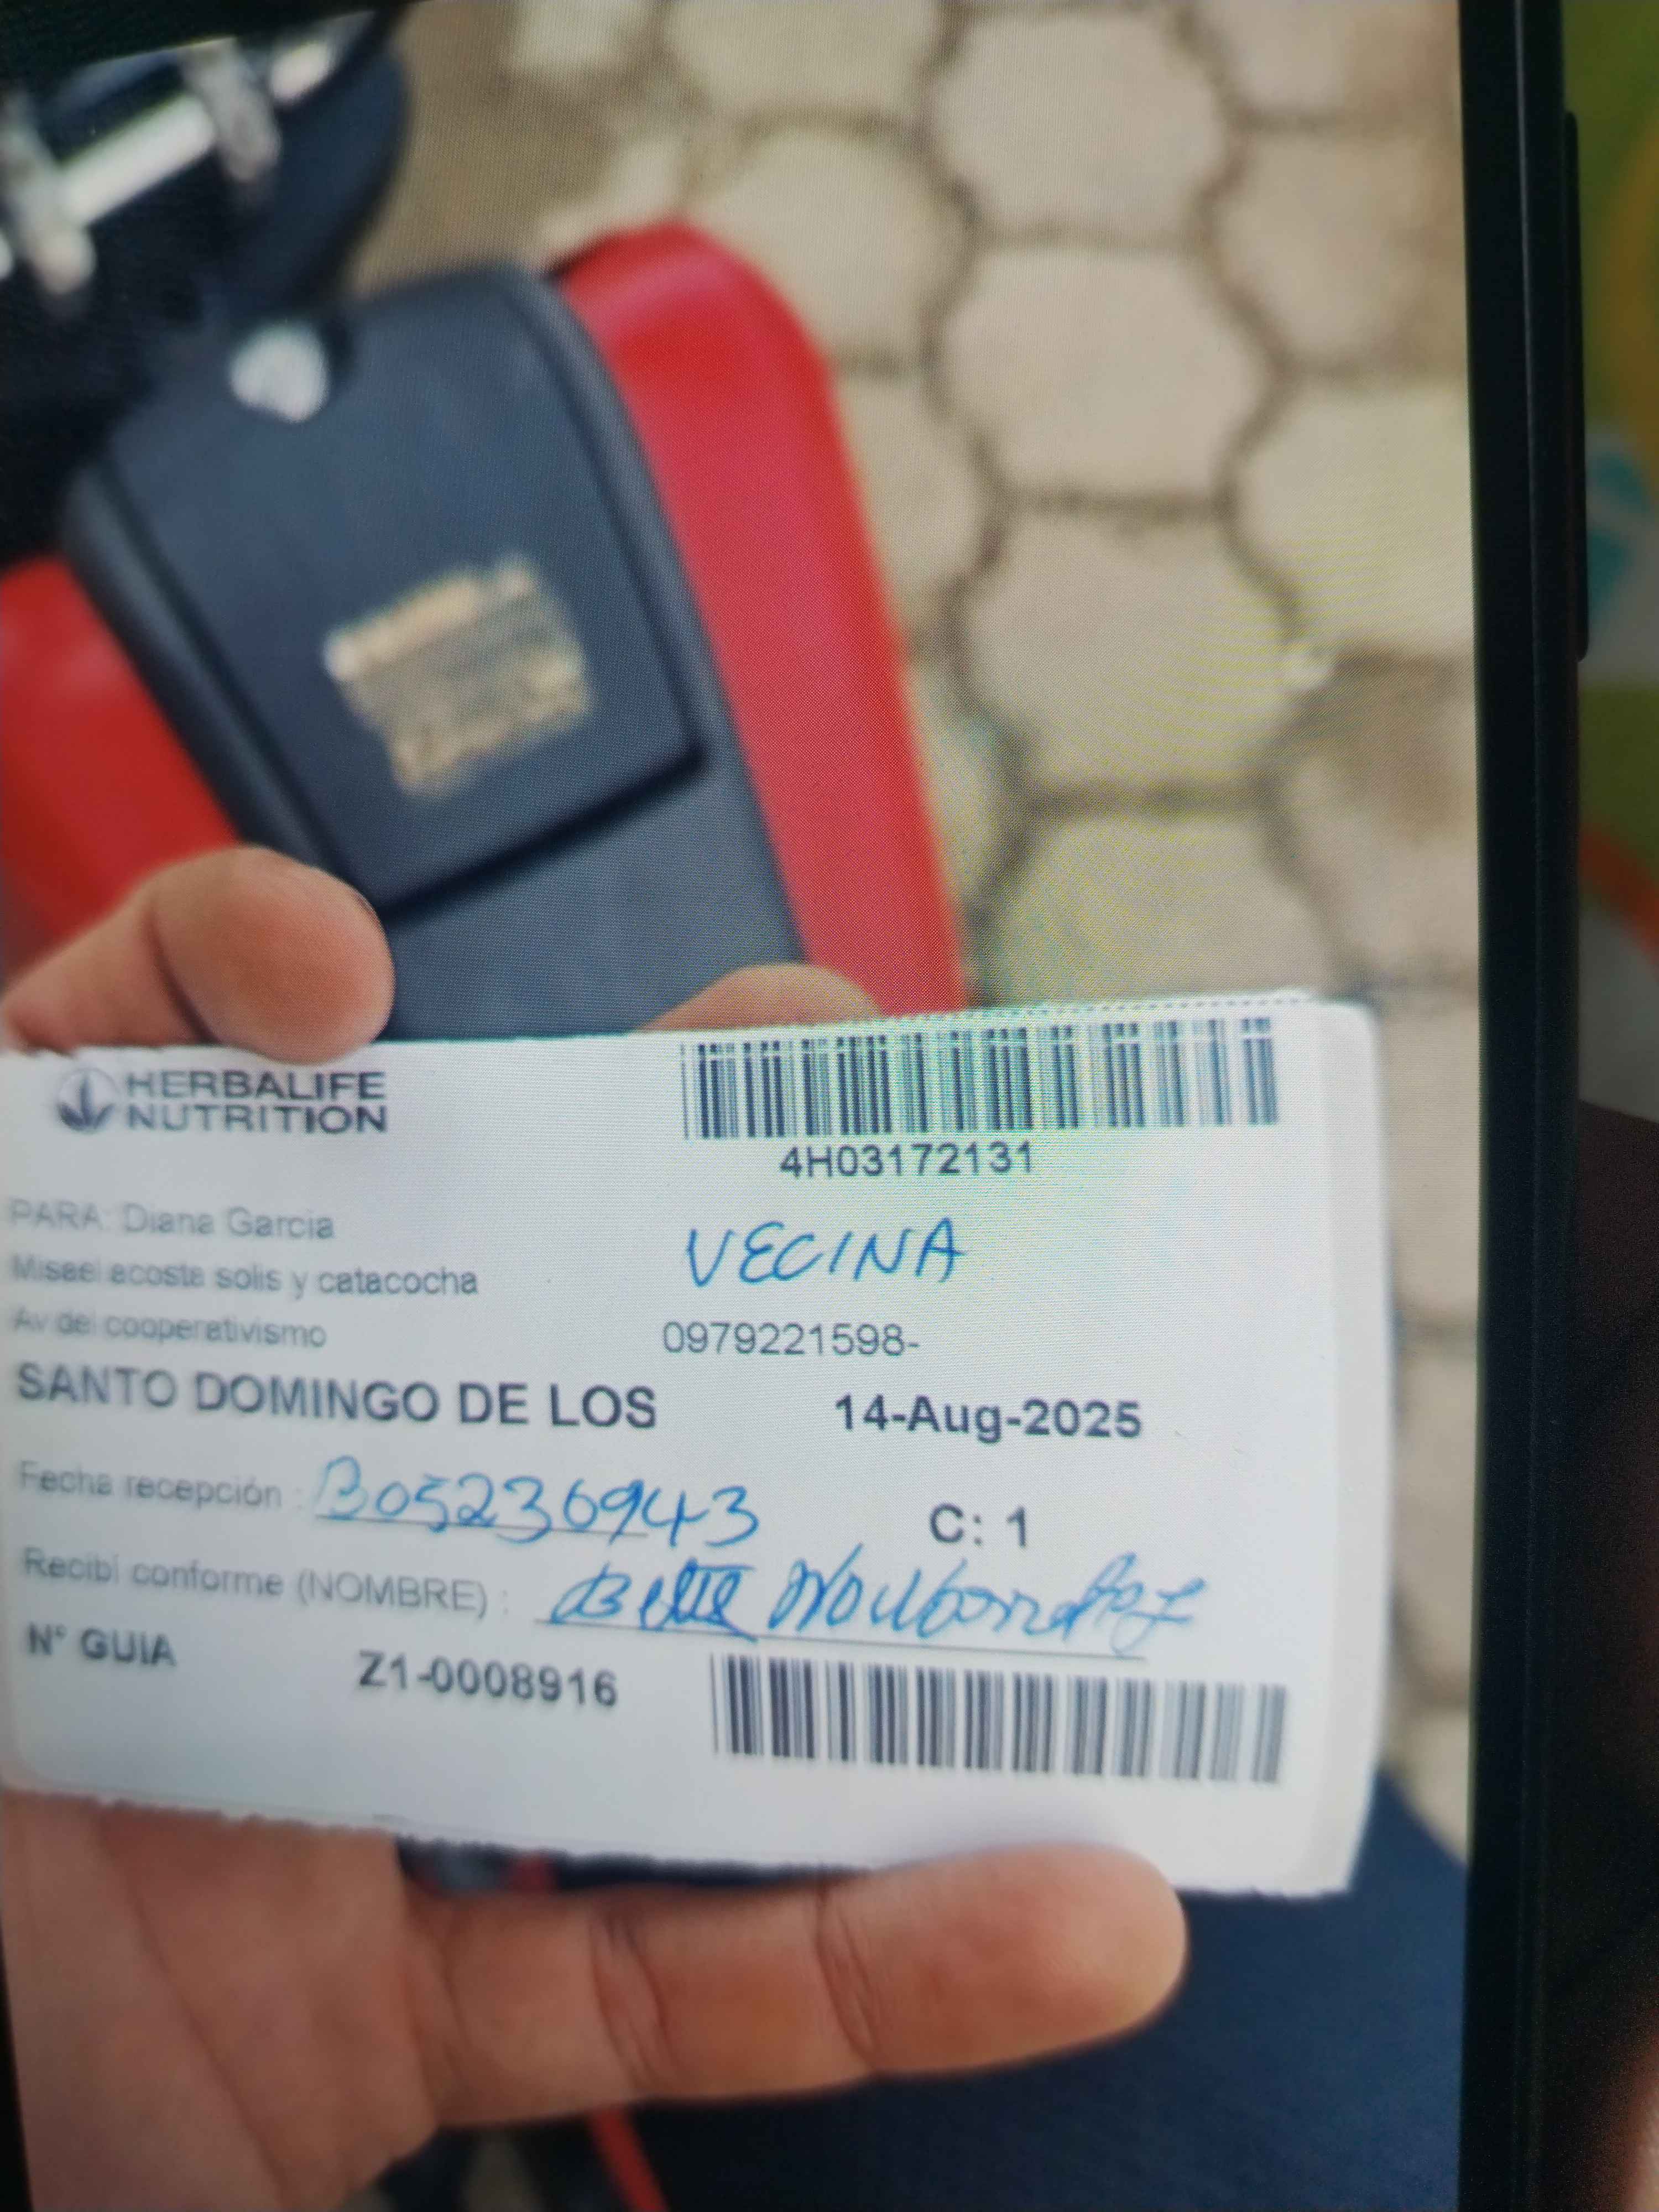 HERBALIFE
NUTRITION
4H03172131
PARA: Diana Garcia
VECINA
Misael acosta solis y catacocha
Av del cooperativismo
0979221598-
SANTO DOMINGO DE LOS
14-Aug-2025
Fecha recepción : B05236943
C: 1
Recibí conforme (NOMBRE) :
N° GUIA
Z1-0008916